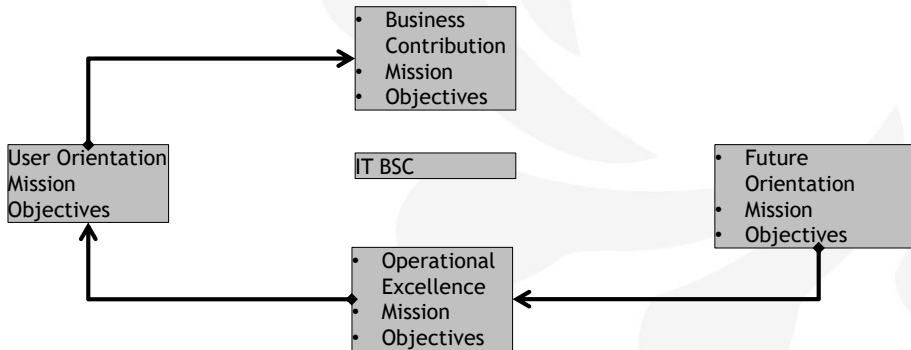 • Business
Contribution
• Mission
• Objectives
User Orientation
Mission
Objectives
IT BSC
• Future
Orientation
• Mission
• Objectives
• Operational
Excellence
• Mission
• Objectives